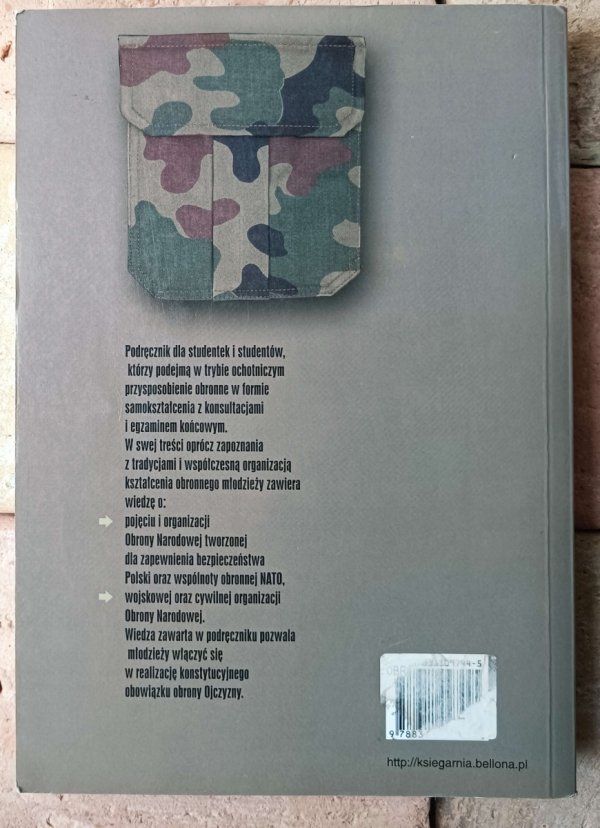 Podręcznik dla studentek i studentów,
którzy podejmą w trybie ochotniczym
przysposobienie obronne w formie
samokształcenia z konsultacjami
i egzaminem końcowym.
W swej treści oprócz zapoznania
z tradycjami i współczesną organizacją
kształcenia obronnego młodzieży zawiera
wiedzę o:
pojęciu i organizacji
Obrony Narodowej tworzonej
dla zapewnienia bezpieczeństwa
Polski oraz wspólnoty obronnej NATO,
wojskowej oraz cywilnej organizacji
Obrony Narodowej.
Wiedza zawarta w podręczniku pozwala
młodzieży włączyć się
w realizację konstytucyjnego
obowiązku obrony Ojczyzny.
9 7883
http://ksiegarnia.bellona.pl